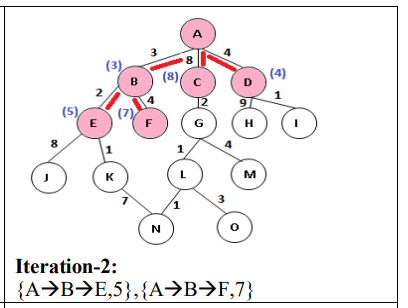 A
3
8
4
(3)
B
(8)
C
D
(4)
2
4
2
9
1
(5)
E
(7)
F
G
H
I
8
1
1
4
J
K
L
M
7
1
3
N
O
Iteration-2:
{A→B→E,5},{A→B→F,7}